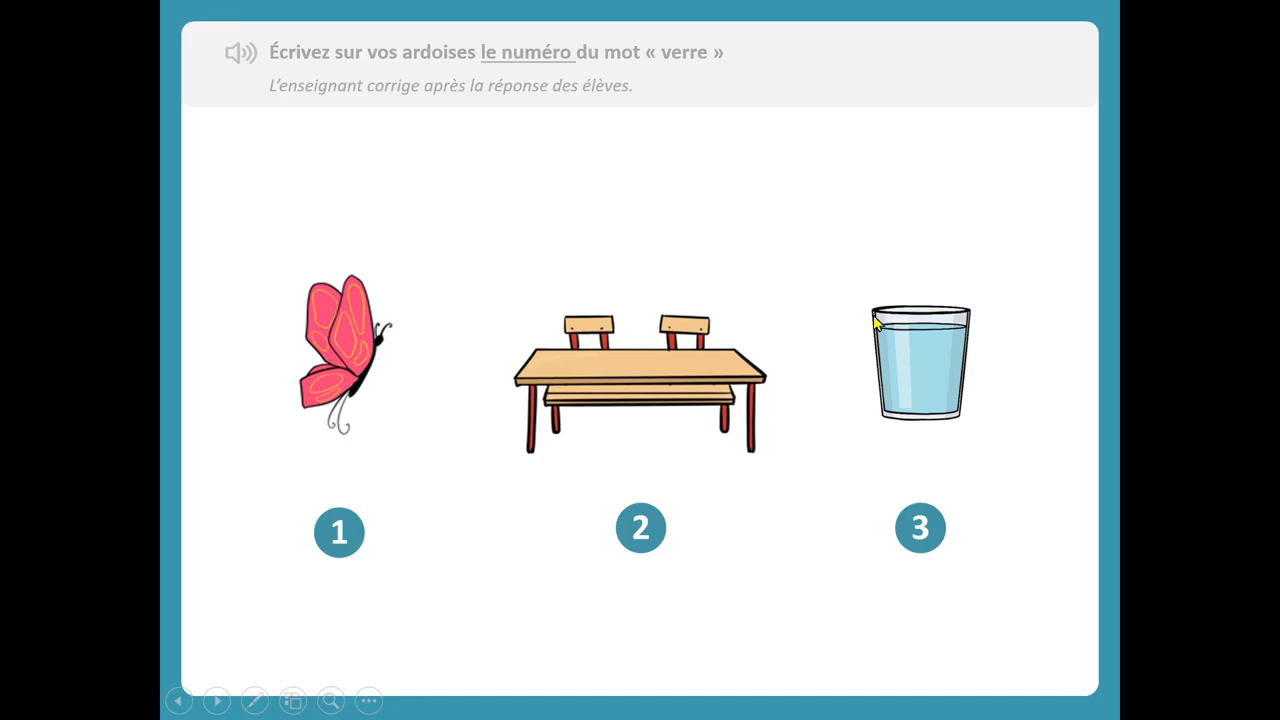 Écrivez sur vos ardoises le numéro du mot « verre »
L'enseignant corrige après la réponse des élèves.
1
2
3